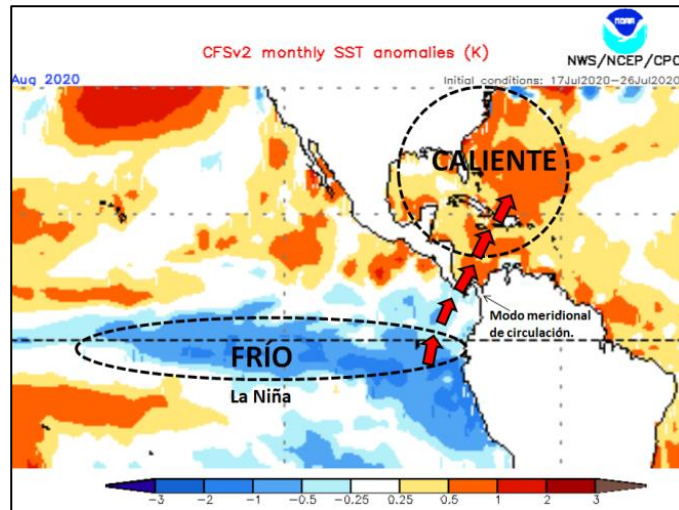 NOAA
CFSv2 monthly SST anomalies (K)
NWS/NCEP/CPC
Aug 2020
Initial conditions: 17Jul2020-26Jul2020
CALIENTE
Modo meridional
de circulación.
FRÍO
La Niña
-3 -2 -1 -0.5 -0.25 0.25 0.5 1 2 3